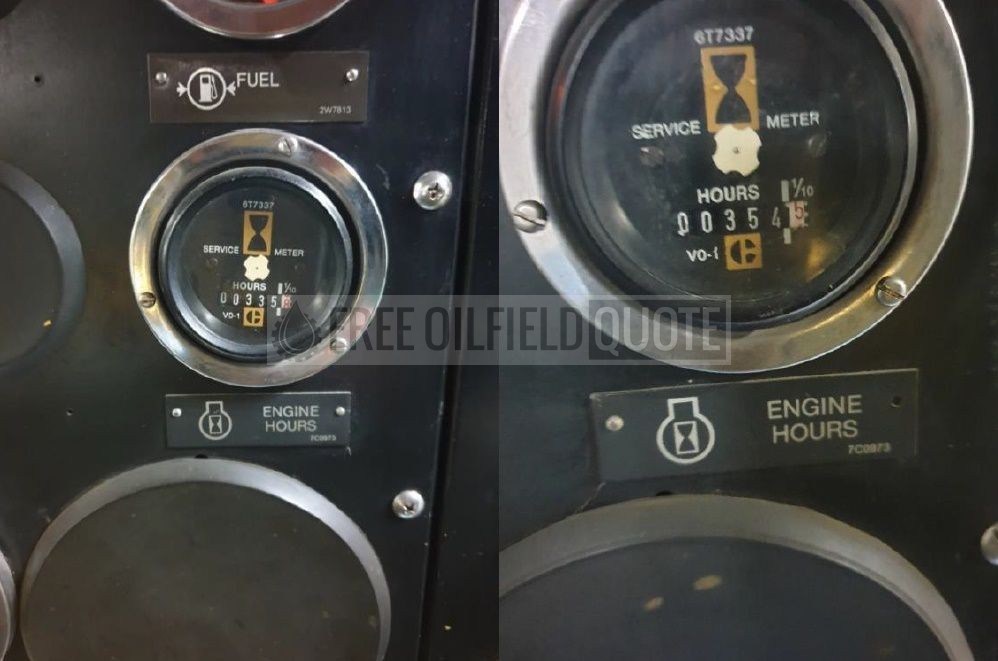 FUEL
2W7813
6T7337
SERVICE METER
HOURS 1/10
003358
VO-1
ENGINE
HOURS
7C0973
6T7337
SERVICE METER
HOURS 1/10
00354
VO-1
ENGINE
HOURS
7C0973
FREE OILFIELD QUOTE